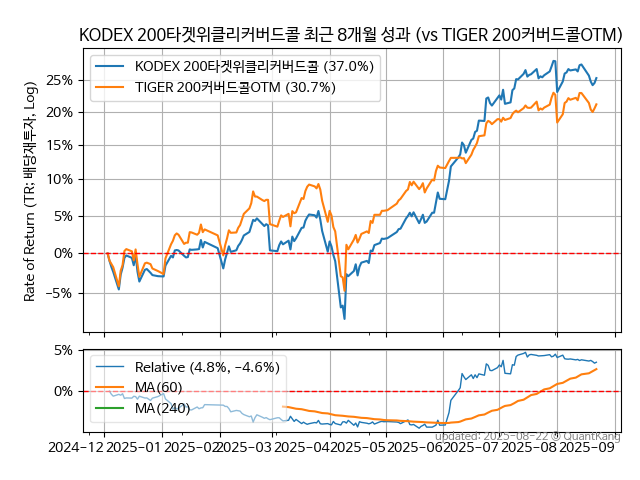 KODEX 200타겟위클리커버드콜 최근 8개월 성과 (vs TIGER 200커버드콜OTM)
Rate of Return (TR: 배당재투자, Log)
KODEX 200타겟위클리커버드콜 (37.0%)
TIGER 200커버드콜OTM (30.7%)
25%
20%
15%
10%
5%
0%
−5%
5%
0%
Relative (4.8%, −4.6%)
MA(60)
MA(240)
updated: 2025-08-22 @ QuantKang
2024-12 2025-01 2025-02 2025-03 2025-04 2025-05 2025-06 2025-07 2025-08 2025-09